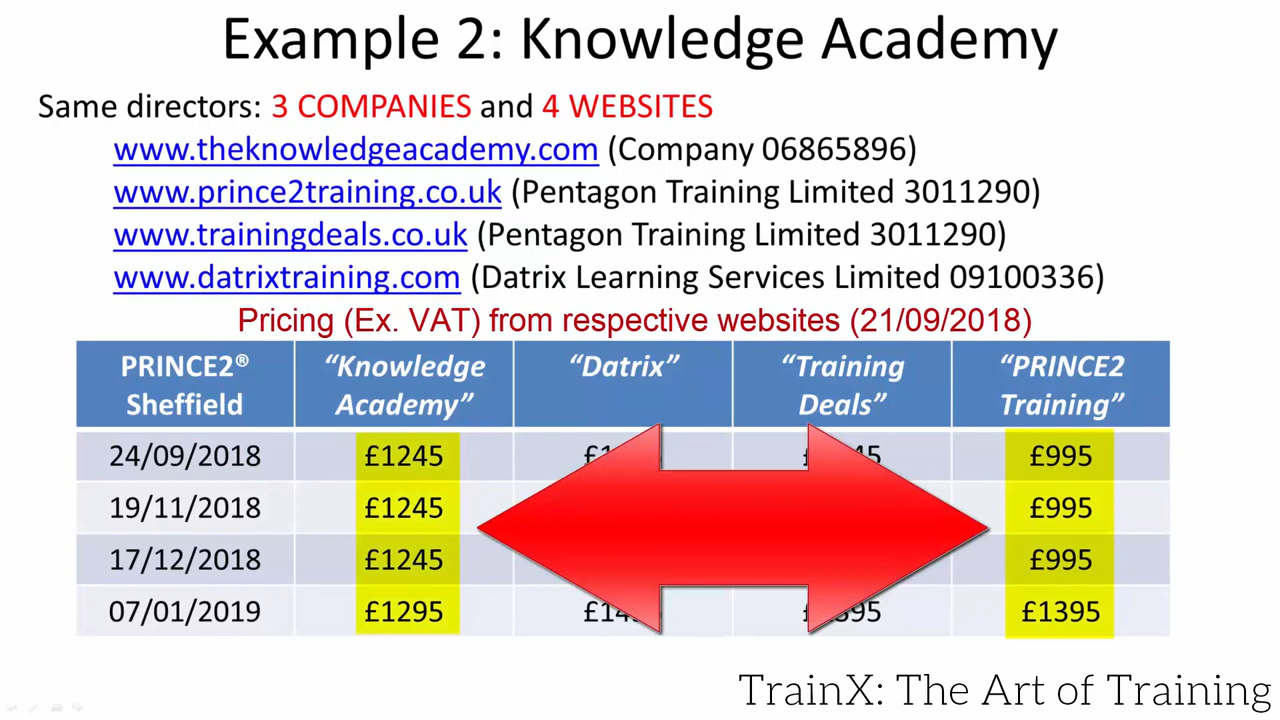 Example 2: Knowledge Academy
Same directors: 3 COMPANIES and 4 WEBSITES
www.theknowledgeacademy.com (Company 06865896)
www.prince2training.co.uk (Pentagon Training Limited 3011290)
www.trainingdeals.co.uk (Pentagon Training Limited 3011290)
www.datrixtraining.com (Datrix Learning Services Limited 09100336)
Pricing (Ex. VAT) from respective websites (21/09/2018)
PRINCE2® Sheffield “Knowledge Academy” “Datrix” “Training Deals” “PRINCE2 Training”
24/09/2018 £1245 £995
19/11/2018 £1245 £995
17/12/2018 £1245 £995
07/01/2019 £1295 £1395
TrainX: The Art of Training